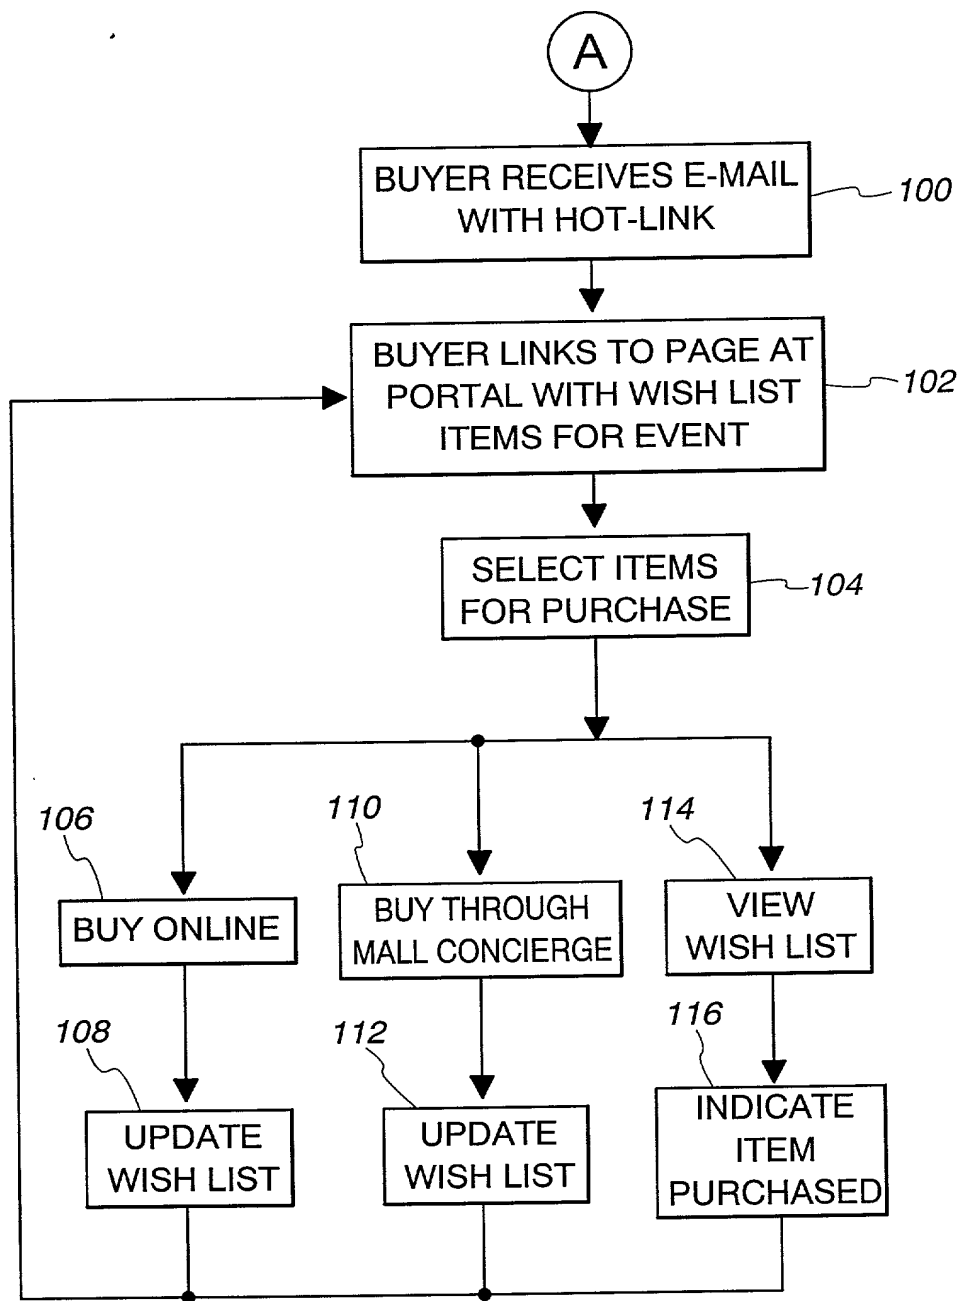 A
BUYER RECEIVES E-MAIL
WITH HOT-LINK
100
BUYER LINKS TO PAGE AT
PORTAL WITH WISH LIST
ITEMS FOR EVENT
102
SELECT ITEMS
FOR PURCHASE
104
106
BUY ONLINE
108
UPDATE
WISH LIST
110
BUY THROUGH
MALL CONCIERGE
112
UPDATE
WISH LIST
114
VIEW
WISH LIST
116
INDICATE
ITEM
PURCHASED